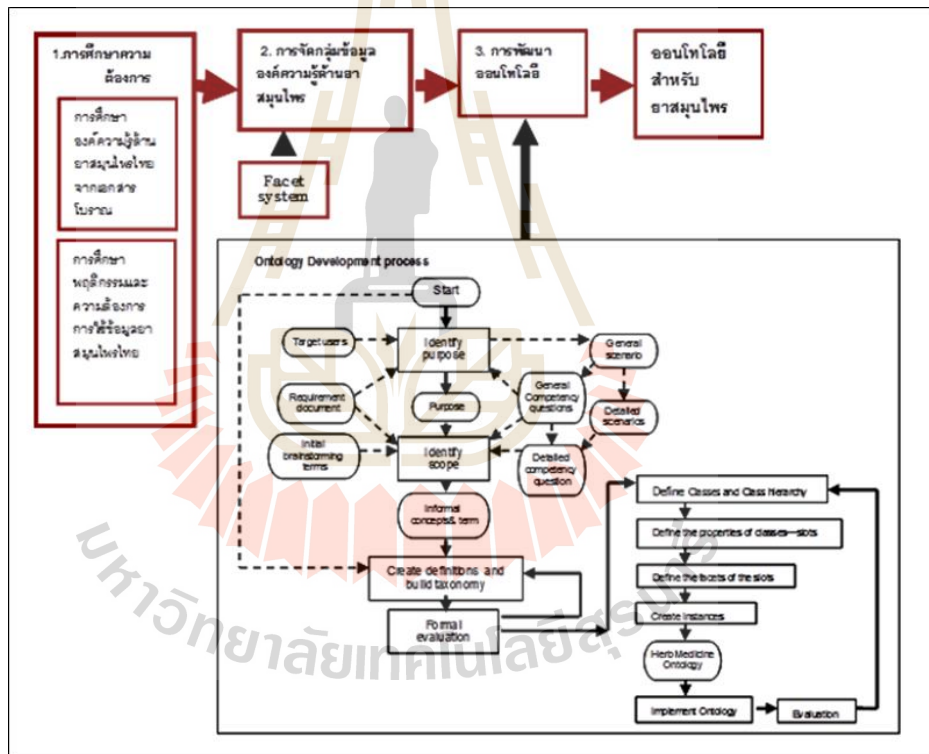 1.การศึกษาความ
ต้องการ
การศึกษา
องค์ความรู้ด้าน
ยาสมุนไพรไทย
จากเอกสาร
โบราณ
การศึกษา
พฤติกรรมและ
ความต้องการ
การใช้ข้อมูลยา
สมุนไพรไทย
2. การจัดกลุ่มข้อมูล
องค์ความรู้ด้านยา
สมุนไพร
Facet
system
3. การพัฒนา
ออนโทโลยี
ออนโทโลยี
สำหรับ
ยาสมุนไพร
Ontology Development process
Start
Target users
Identify
purpose
General
scenario
Requirement
document
Purpose
General
Competency
questions
Detailed
scenarios
Initial
brainstorming
terms
Identify
scope
Detailed
competency
question
Informal
concepts& term
Create definitions and
build taxonomy
Formal
evaluation
Define Classes and Class hierarchy
Define the properties of classes—slots
Define the facets of the slots
Create instances
Herb Medicine
Ontology
Implement Ontology
Evaluation
มหาวิทยาลัยเทคโนโลยีสุรนารี